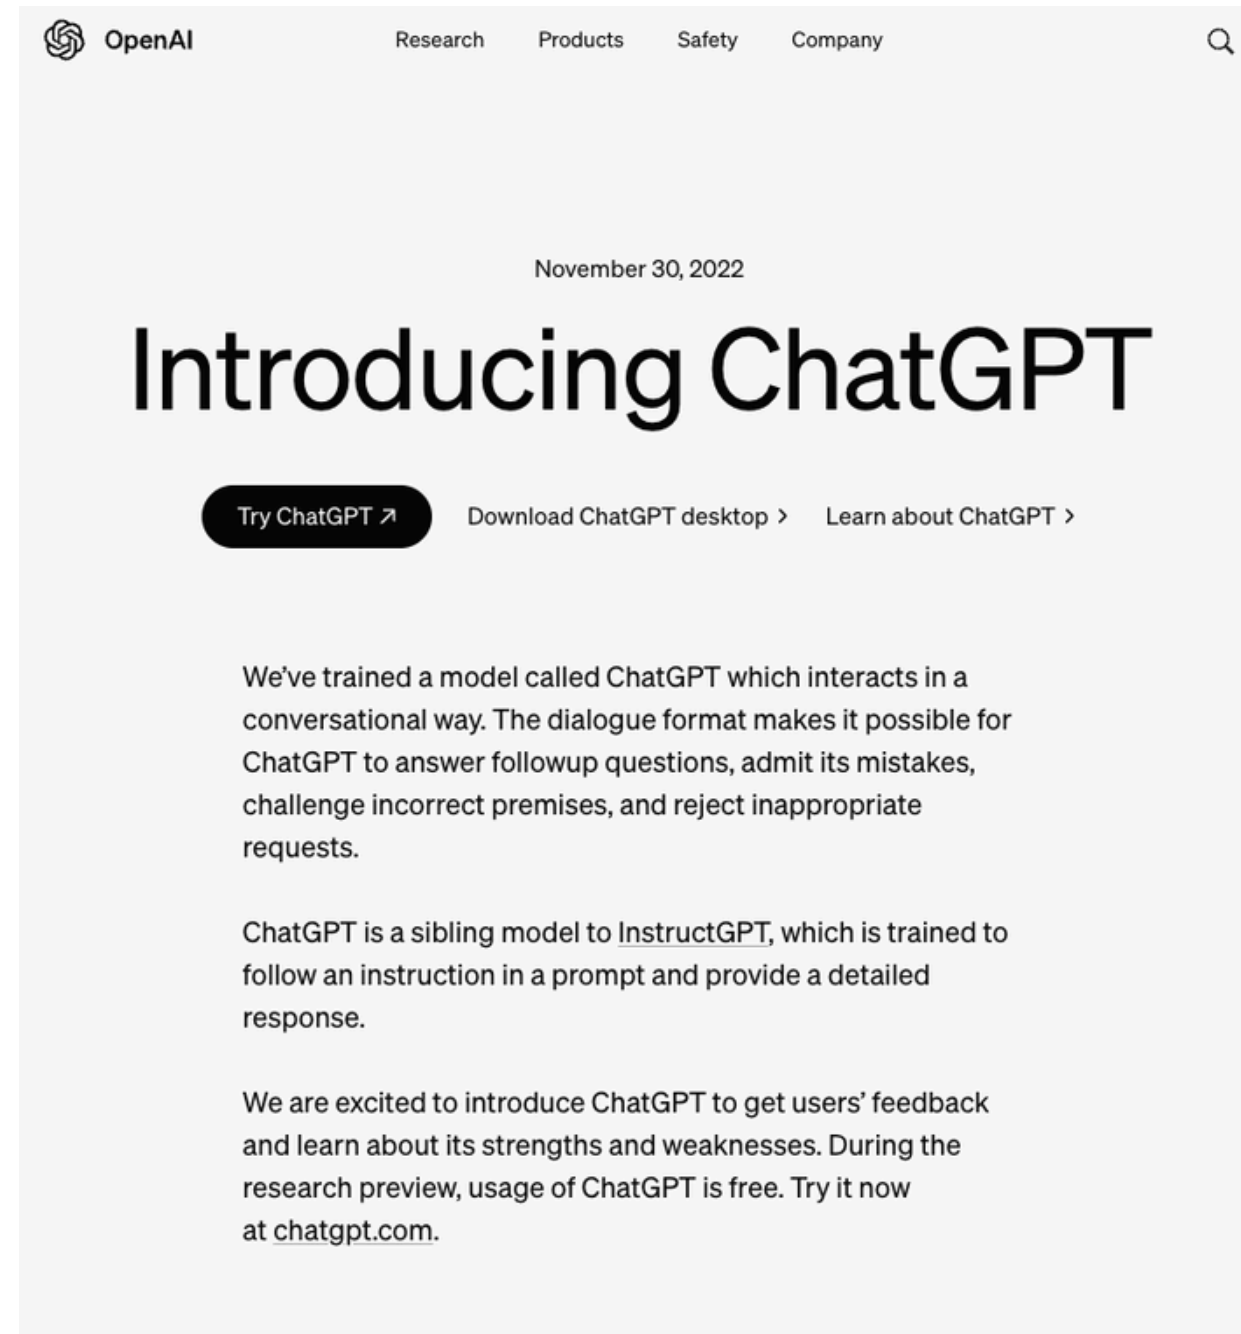 OpenAI
Research Products Safety Company
November 30, 2022
Introducing ChatGPT
Try ChatGPT ↗ Download ChatGPT desktop > Learn about ChatGPT >
We’ve trained a model called ChatGPT which interacts in a
conversational way. The dialogue format makes it possible for
ChatGPT to answer followup questions, admit its mistakes,
challenge incorrect premises, and reject inappropriate
requests.
ChatGPT is a sibling model to InstructGPT, which is trained to
follow an instruction in a prompt and provide a detailed
response.
We are excited to introduce ChatGPT to get users’ feedback
and learn about its strengths and weaknesses. During the
research preview, usage of ChatGPT is free. Try it now
at chatgpt.com.